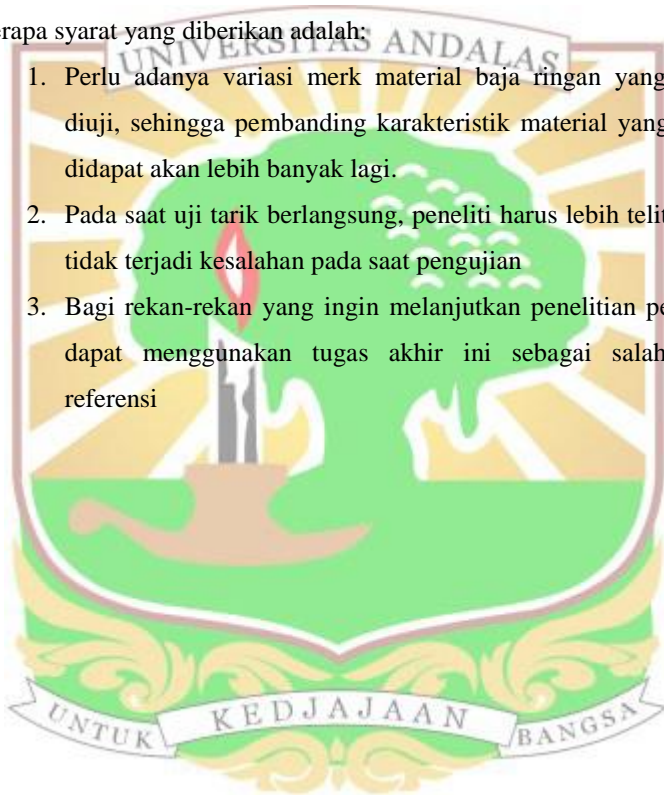 erapa syarat yang diberikan adalah:
UNIVERSITAS ANDALAS
1. Perlu adanya variasi merk material baja ringan yang
diuji, sehingga pembanding karakteristik material yang
didapat akan lebih banyak lagi.
2. Pada saat uji tarik berlangsung, peneliti harus lebih telit
tidak terjadi kesalahan pada saat pengujian
3. Bagi rekan-rekan yang ingin melanjutkan penelitian pe
dapat menggunakan tugas akhir ini sebagai salah
referensi
UNTUK KEDJAJAAN BANGSA